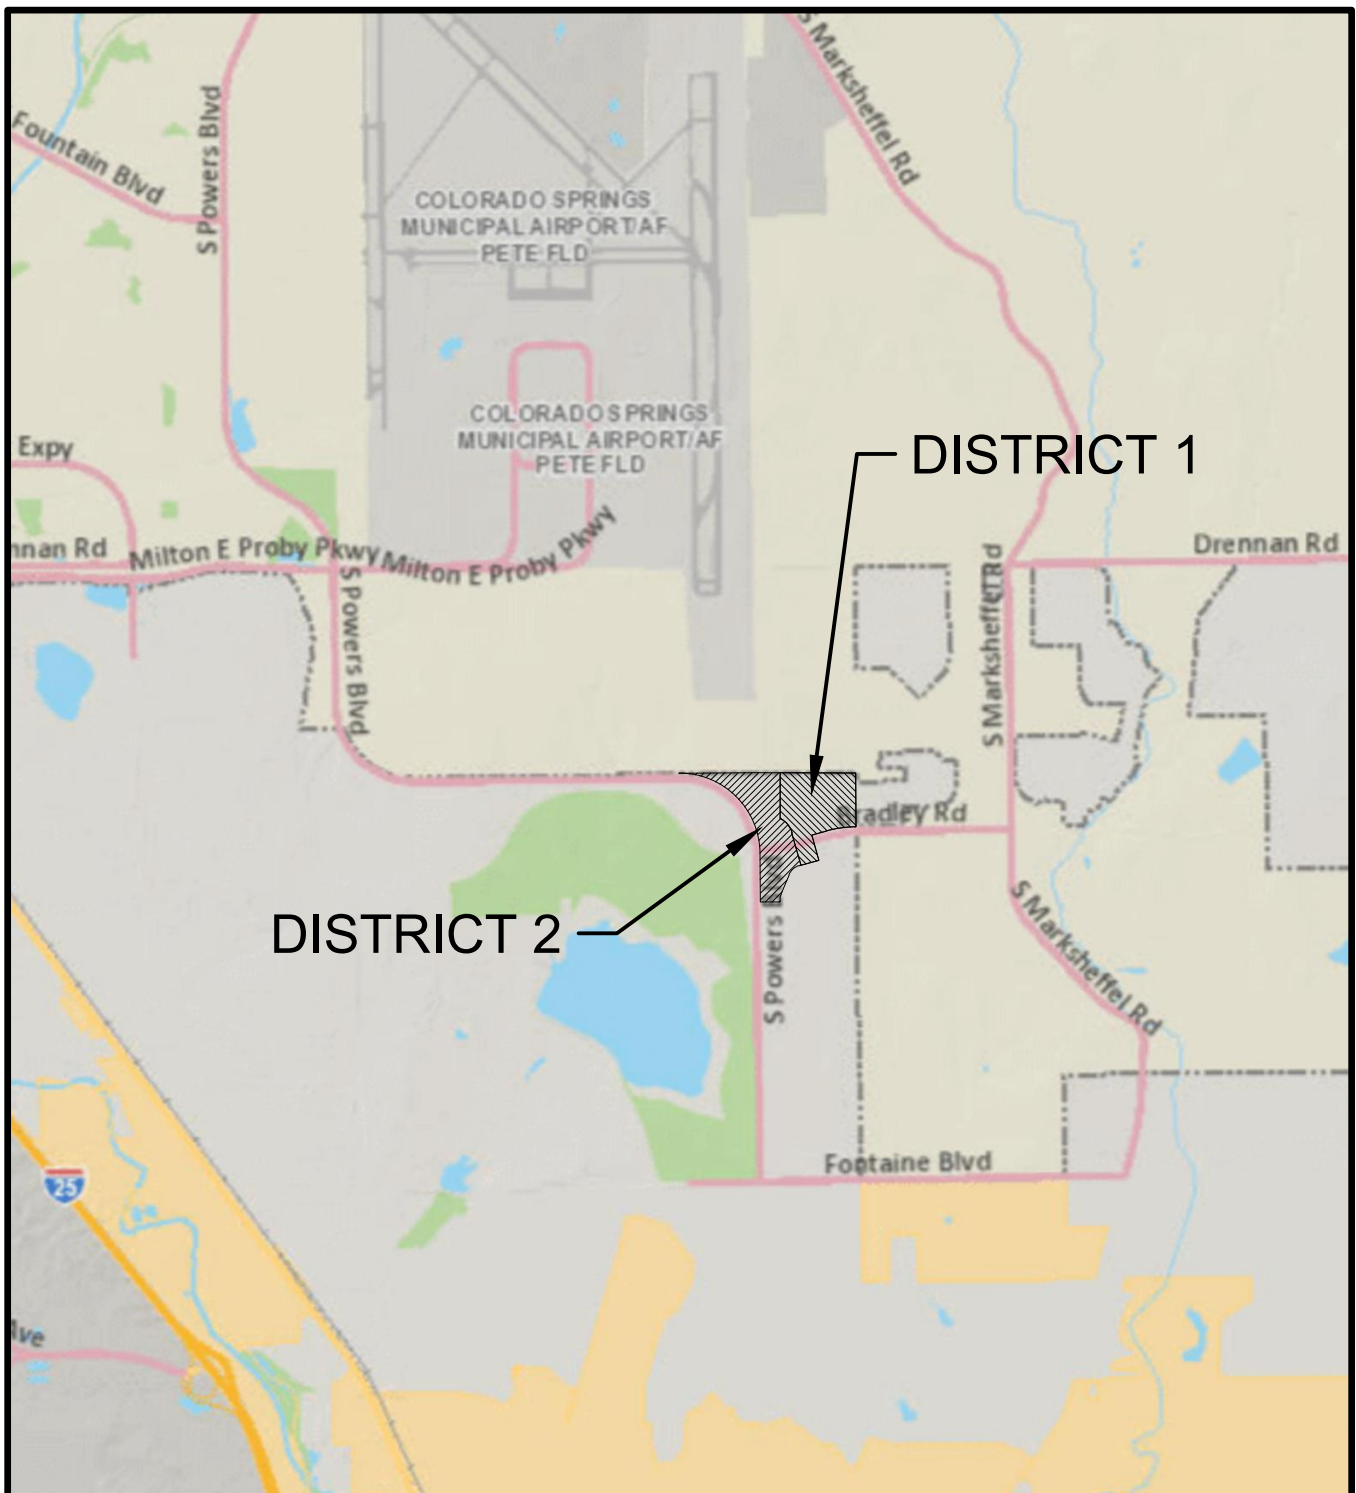 S Marksheffel Rd
S Powers Blvd
Fountain Blvd
COLORADO SPRINGS
MUNICIPAL AIRPORT/AF
PETE FLD
COLORADO SPRINGS
MUNICIPAL AIRPORT/AF
PETE FLD
DISTRICT 1
Expy
nnan Rd
Milton E Proby Pkwy
Milton E Proby Pkwy
Drennan Rd
S Powers Blvd
S Marksheffel Rd
Bradley Rd
DISTRICT 2
S Powers
S Marksheffel Rd
Fontaine Blvd
25
Ave